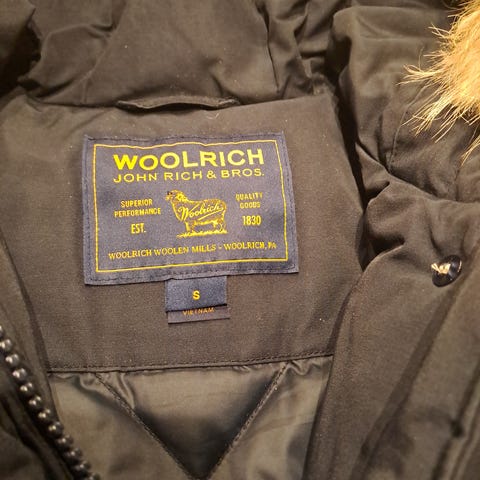 WOOLRICH
JOHN RICH & BROS.
SUPERIOR PERFORMANCE
EST.
Woolrich
QUALITY GOODS
1830
WOOLRICH WOOLEN MILLS - WOOLRICH, PA
S
VIETNAM